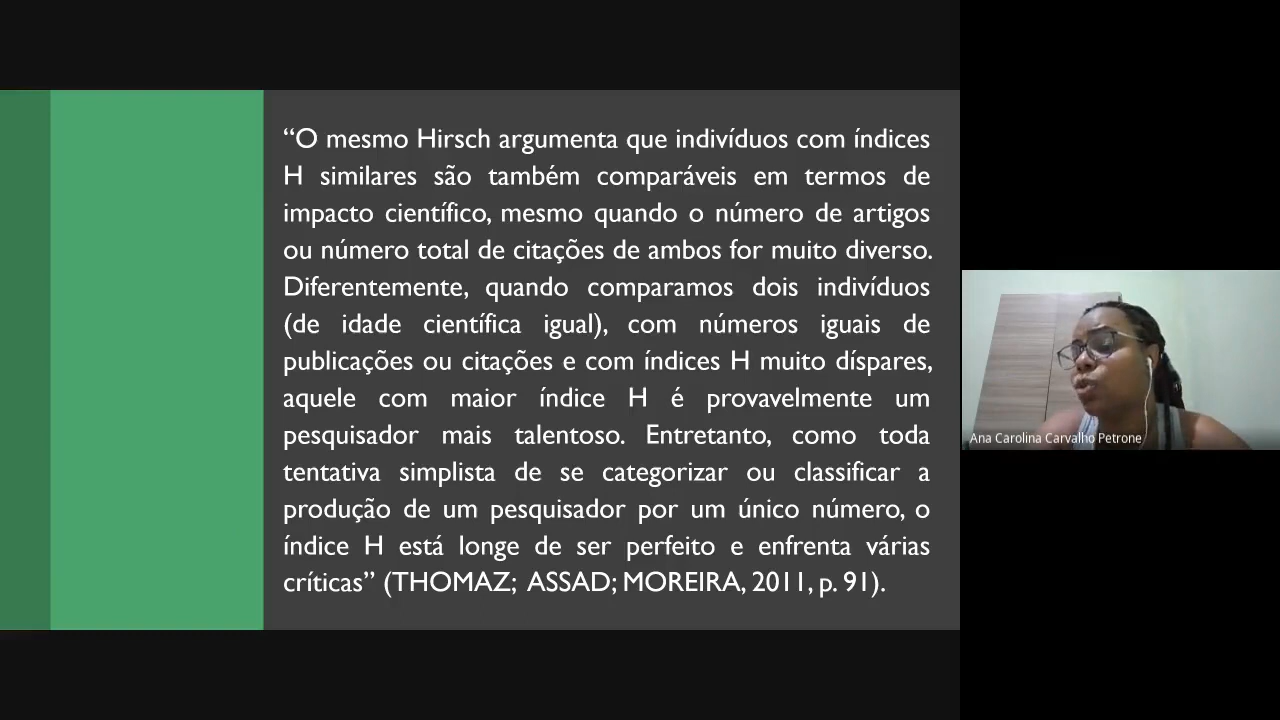 “O mesmo Hirsch argumenta que indivíduos com índices
H similares são também comparáveis em termos de
impacto científico, mesmo quando o número de artigos
ou número total de citações de ambos for muito diverso.
Diferentemente, quando comparamos dois indivíduos
(de idade científica igual), com números iguais de
publicações ou citações e com índices H muito díspares,
aquele com maior índice H é provavelmente um
pesquisador mais talentoso. Entretanto, como toda
tentativa simplista de se categorizar ou classificar a
produção de um pesquisador por um único número, o
índice H está longe de ser perfeito e enfrenta várias
críticas” (THOMAZ; ASSAD; MOREIRA, 2011, p. 91).
Ana Carolina Carvalho Petrone